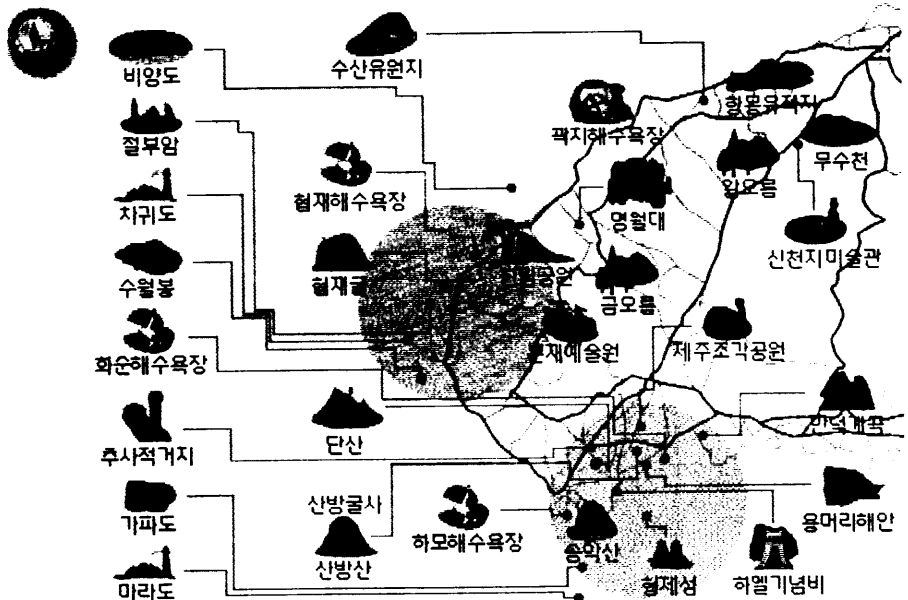 비양도
수산유원지
항몽유적지
곽지해수욕장
무수천
절부암
협재해수욕장
명월대
차귀도
신천지미술관
수월봉
협재굴
금오름
화순해수욕장
제주조각공원
단산
추사적거지
가파도
산방굴사
산방산
하모해수욕장
송악산
형제섬
하멜기념비
용머리해안
마라도